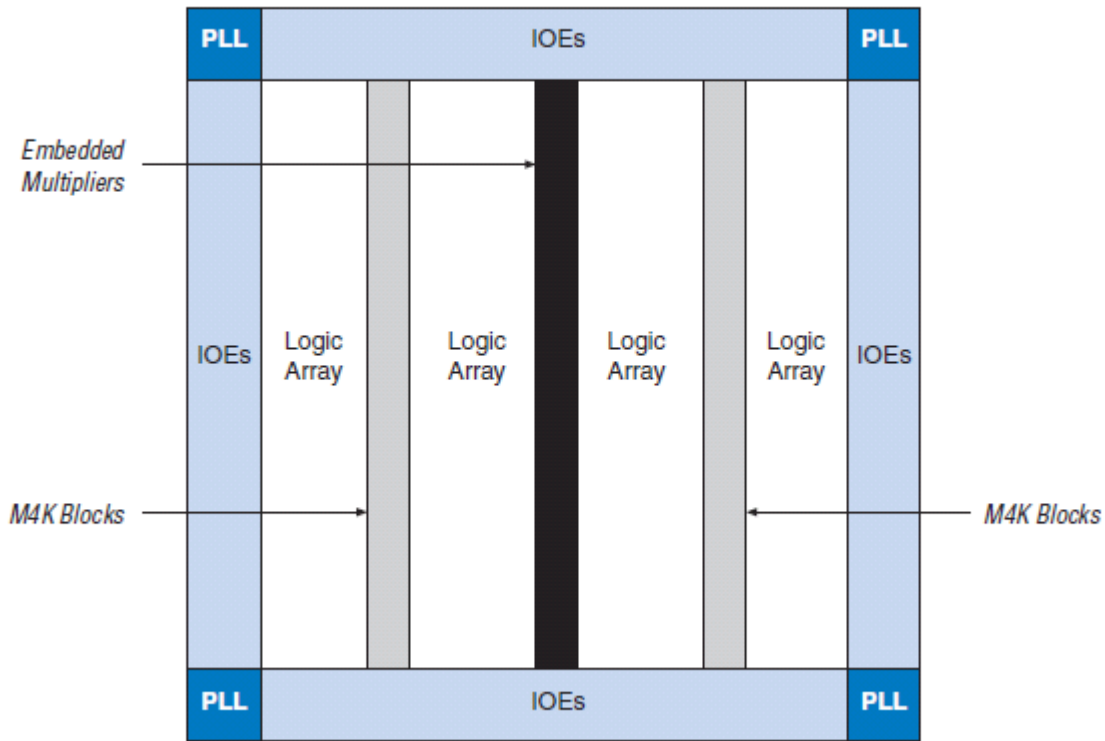 PLL
IOEs
PLL
Embedded
Multipliers
IOEs
Logic
Array
Logic
Array
Logic
Array
Logic
Array
IOEs
M4K Blocks
M4K Blocks
PLL
IOEs
PLL